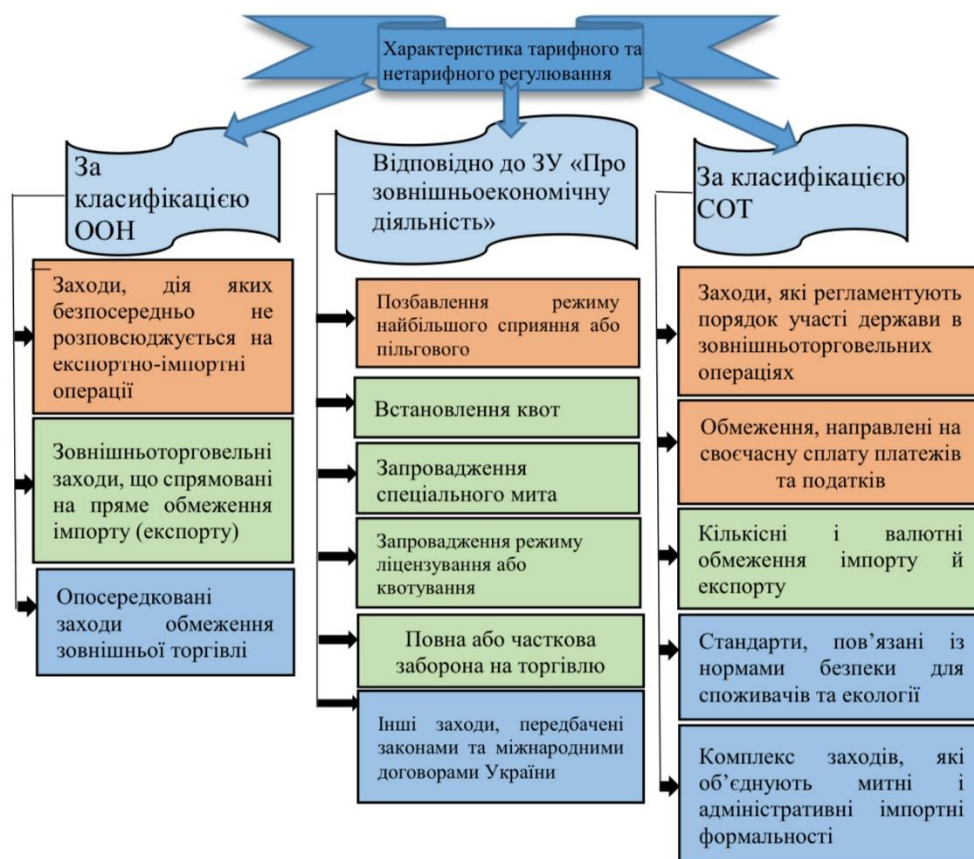 Характеристика тарифного та
нетарифного регулювання
За
класифікацією
ООН
Заходи, дія яких
безпосередньо не
розповсюджується на
експортно-імпортні
операції
Зовнішньоторговельні
заходи, що спрямовані
на пряме обмеження
імпорту (експорту)
Опосередковані
заходи обмеження
зовнішньої торгівлі
Відповідно до ЗУ «Про
зовнішньоекономічну
діяльність»
Позбавлення режиму
найбільшого сприяння або
пільгового
Встановлення квот
Запровадження
спеціального мита
Запровадження режиму
ліцензування або
квотування
Повна або часткова
заборона на торгівлю
Інші заходи, передбачені
законами та міжнародними
договорами України
За класифікацією
СОТ
Заходи, які регламентують
порядок участі держави в
зовнішньоторговельних
операціях
Обмеження, направлені на
своєчасну сплату платежів
та податків
Кількісні і валютні
обмеження імпорту й
експорту
Стандарти, пов’язані із
нормами безпеки для
споживачів та екології
Комплекс заходів, які
об’єднують митні і
адміністративні імпортні
формальності